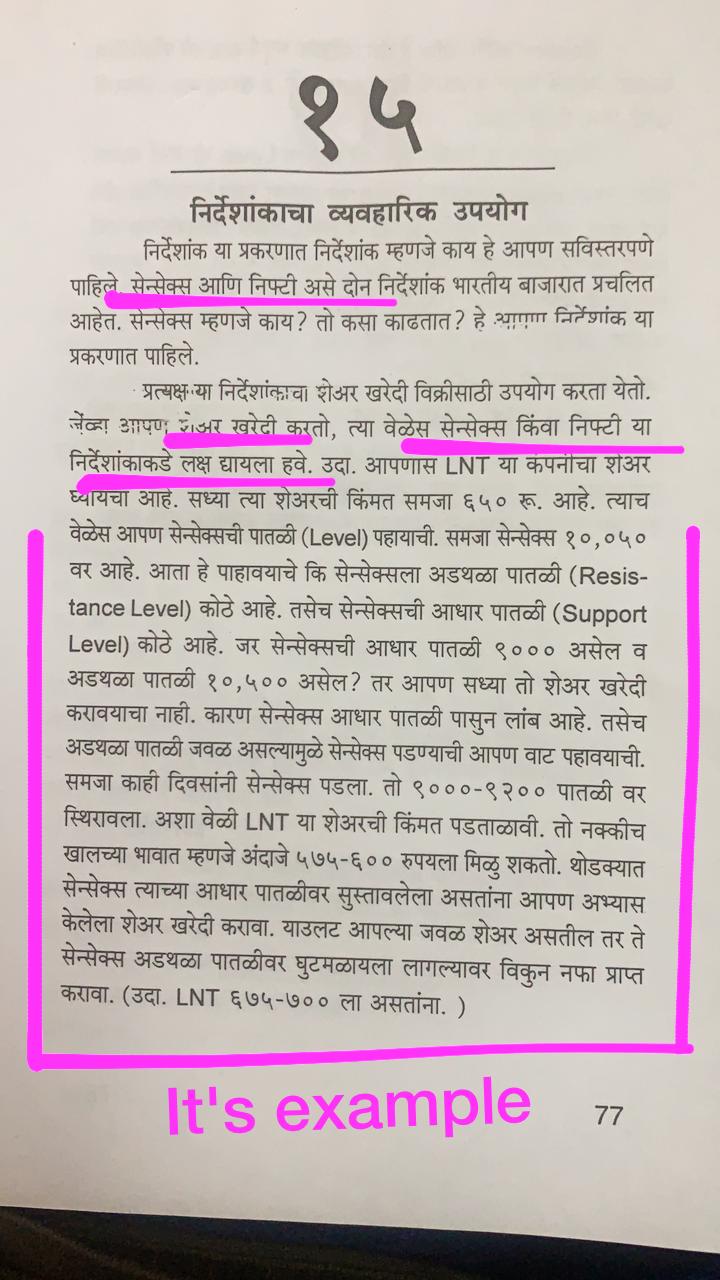 १५
निर्देशांकाचा व्यवहारिक उपयोग
निर्देशांक या प्रकरणात निर्देशांक म्हणजे काय हे आपण सविस्तरपणे
पाहिले. सेन्सेक्स आणि निफ्टी असे दोन निर्देशांक भारतीय बाजारात प्रचलित
आहेत. सेन्सेक्स म्हणजे काय? तो कसा काढतात? हे आपण निर्देशांक या
प्रकरणात पाहिले.
प्रत्यक्ष या निर्देशांकाचा शेअर खरेदी विक्रीसाठी उपयोग करता येतो.
जेंव्हा आपण शेअर खरेदी करतो, त्या वेळेस सेन्सेक्स किंवा निफ्टी या
निर्देशांकाकडे लक्ष द्यायला हवे. उदा. आपणास LNT या कंपनीचा शेअर
घ्यायचा आहे. सध्या त्या शेअरची किंमत समजा ६५० रू. आहे. त्याच
वेळेस आपण सेन्सेक्सची पातळी (Level) पहायाची. समजा सेन्सेक्स १०,०५०
वर आहे. आता हे पाहावयाचे कि सेन्सेक्सला अडथळा पातळी (Resis-
tance Level) कोठे आहे. तसेच सेन्सेक्सची आधार पातळी (Support
Level) कोठे आहे. जर सेन्सेक्सची आधार पातळी ९००० असेल व
अडथळा पातळी १०,५०० असेल? तर आपण सध्या तो शेअर खरेदी
करावयाचा नाही. कारण सेन्सेक्स आधार पातळी पासुन लांब आहे. तसेच
अडथळा पातळी जवळ असल्यामुळे सेन्सेक्स पडण्याची आपण वाट पहावयाची.
समजा काही दिवसांनी सेन्सेक्स पडला. तो ९०००-९२०० पातळी वर
स्थिरावला. अशा वेळी LNT या शेअरची किंमत पडताळावी. तो नक्कीच
खालच्या भावात म्हणजे अंदाजे ५७५-६०० रुपयला मिळु शकतो. थोडक्यात
सेन्सेक्स त्याच्या आधार पातळीवर सुस्तावलेला असतांना आपण अभ्यास
केलेला शेअर खरेदी करावा. याउलट आपल्या जवळ शेअर असतील तर ते
सेन्सेक्स अडथळा पातळीवर घुटमळायला लागल्यावर विकुन नफा प्राप्त
करावा. (उदा. LNT ६७५-७०० ला असतांना. )
It's example
77